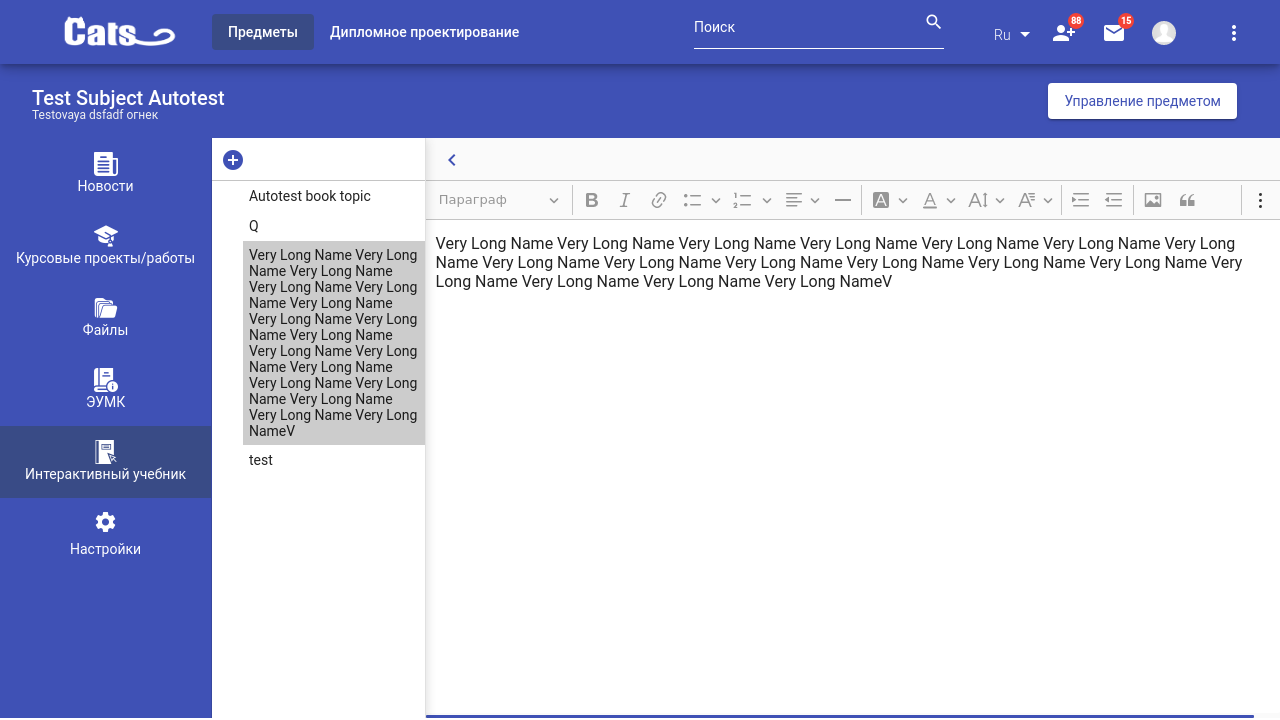 Cats
Предметы
Дипломное проектирование
Поиск
Ru
88
15
Test Subject Autotest
Testovaya dsfadf огнек
Управление предметом
Новости
Курсовые проекты/работы
Файлы
ЭУМК
Интерактивный учебник
Настройки
Autotest book topic
Q
Very Long Name Very Long
Name Very Long Name
Very Long Name Very Long
Name Very Long Name
Very Long Name Very Long
Name Very Long Name
Very Long Name Very Long
Name Very Long Name
Very Long Name Very Long
Name Very Long Name
Very Long Name Very Long
NameV
test
Параграф
Very Long Name Very Long Name Very Long Name Very Long Name Very Long Name Very Long Name Very Long
Name Very Long Name Very Long Name Very Long Name Very Long Name Very Long Name Very Long Name Very
Long Name Very Long Name Very Long Name Very Long NameV